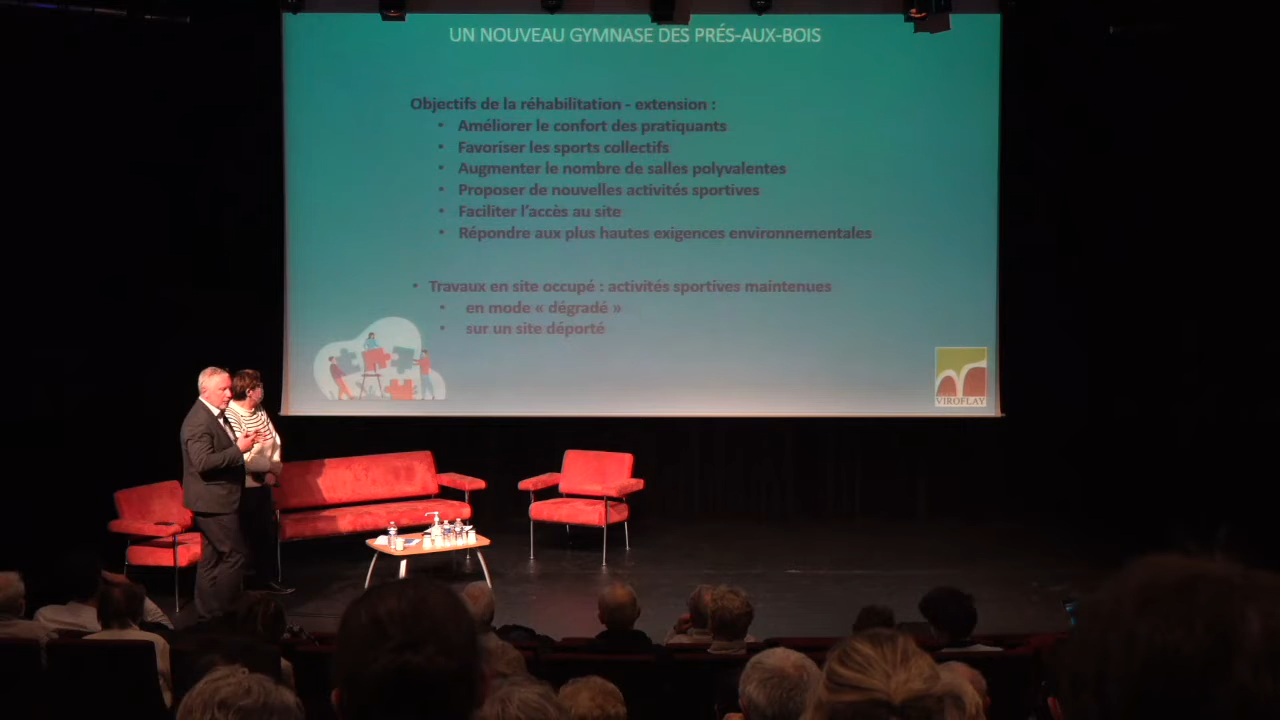 UN NOUVEAU GYMNASE DES PRÉS-AUX-BOIS
Objectifs de la réhabilitation - extension :
• Améliorer le confort des pratiquants
• Favoriser les sports collectifs
• Augmenter le nombre de salles polyvalentes
• Proposer de nouvelles activités sportives
• Faciliter l'accès au site
• Répondre aux plus hautes exigences environnementales
• Travaux en site occupé : activités sportives maintenues
• en mode « dégradé »
• sur un site déporté
VIROFLAY